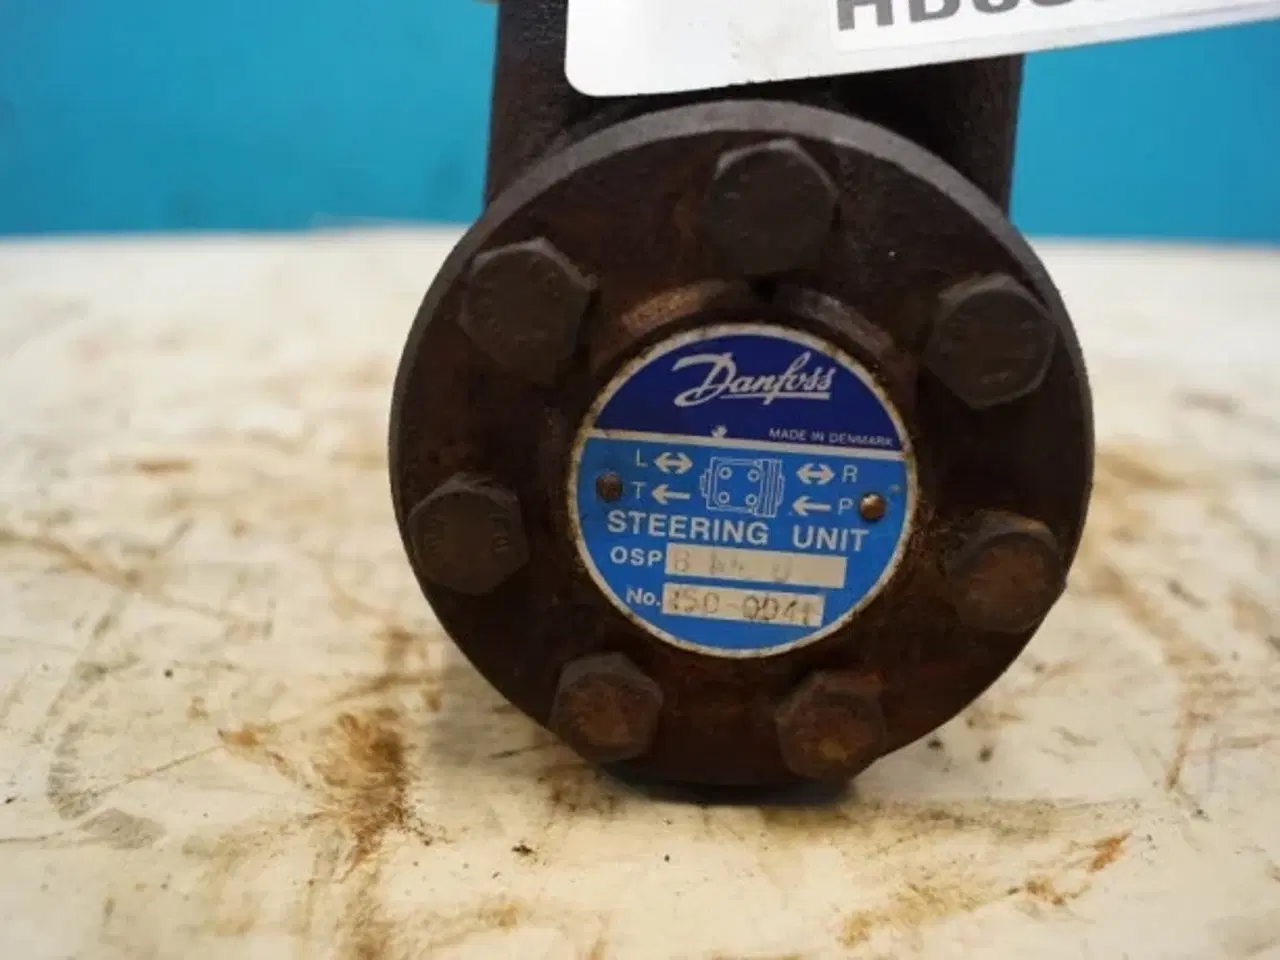 Danfoss
MADE IN DENMARK
L R
T P
STEERING UNIT
OSP B
No. 150-0041